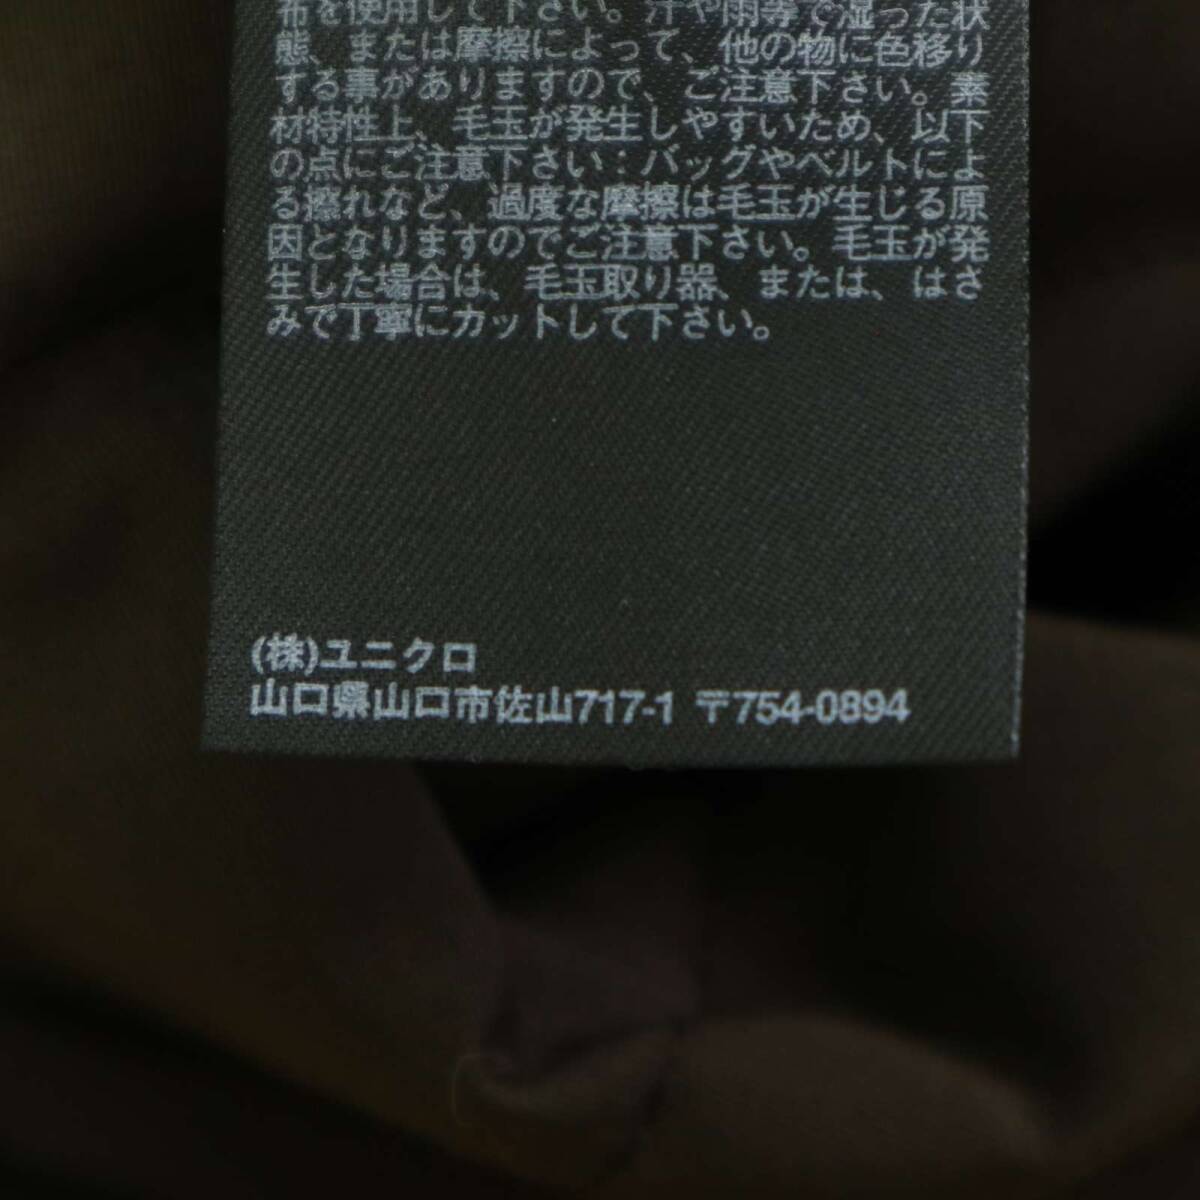 布を使用して下さい。汗や雨等で湿った状
態、または摩擦によって、他の物に色移り
する事がありますので、ご注意下さい。素
材特性上、毛玉が発生しやすいため、以下
の点にご注意下さい：バッグやベルトによ
る擦れなど、過度な摩擦は毛玉が生じる原
因となりますのでご注意下さい。毛玉が発
生した場合は、毛玉取り器、または、はさ
みで丁寧にカットして下さい。
(株)ユニクロ
山口県山口市佐山717-1 〒754-0894